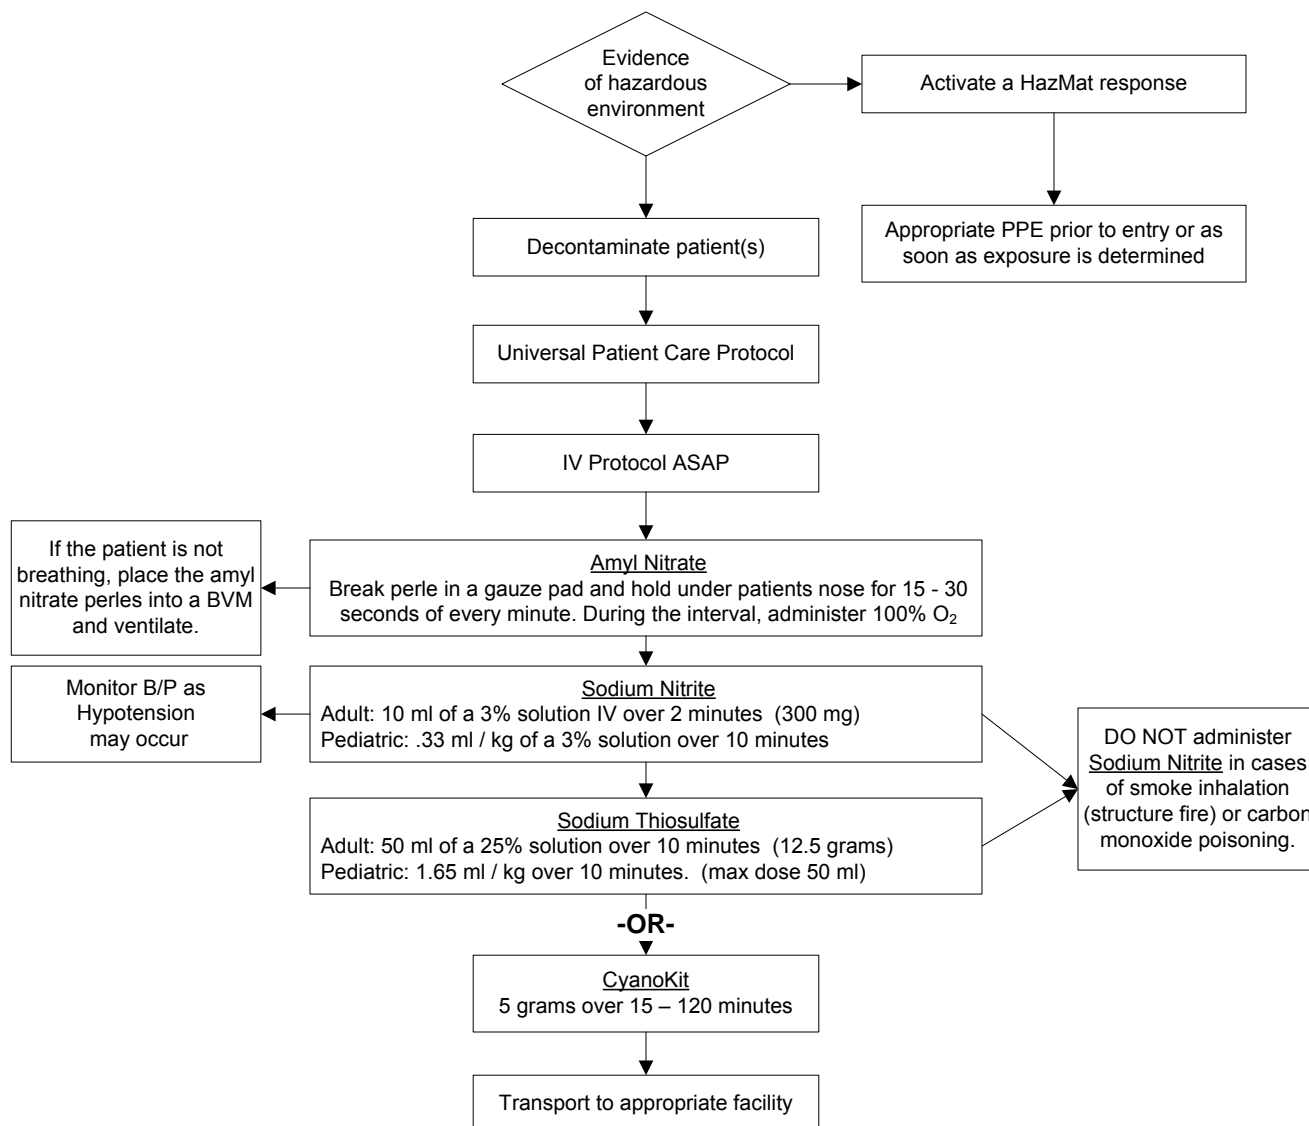 Evidence
of hazardous
environment
Activate a HazMat response
Appropriate PPE prior to entry or as
soon as exposure is determined
Decontaminate patient(s)
Universal Patient Care Protocol
IV Protocol ASAP
If the patient is not
breathing, place the amyl
nitrate perles into a BVM
and ventilate.
Amyl Nitrate
Break perle in a gauze pad and hold under patients nose for 15 - 30
seconds of every minute. During the interval, administer 100% O₂
Monitor B/P as
Hypotension
may occur
Sodium Nitrite
Adult: 10 ml of a 3% solution IV over 2 minutes (300 mg)
Pediatric: .33 ml / kg of a 3% solution over 10 minutes
DO NOT administer
Sodium Nitrite in cases
of smoke inhalation
(structure fire) or carbon
monoxide poisoning.
Sodium Thiosulfate
Adult: 50 ml of a 25% solution over 10 minutes (12.5 grams)
Pediatric: 1.65 ml / kg over 10 minutes. (max dose 50 ml)
-OR-
CyanoKit
5 grams over 15 – 120 minutes
Transport to appropriate facility